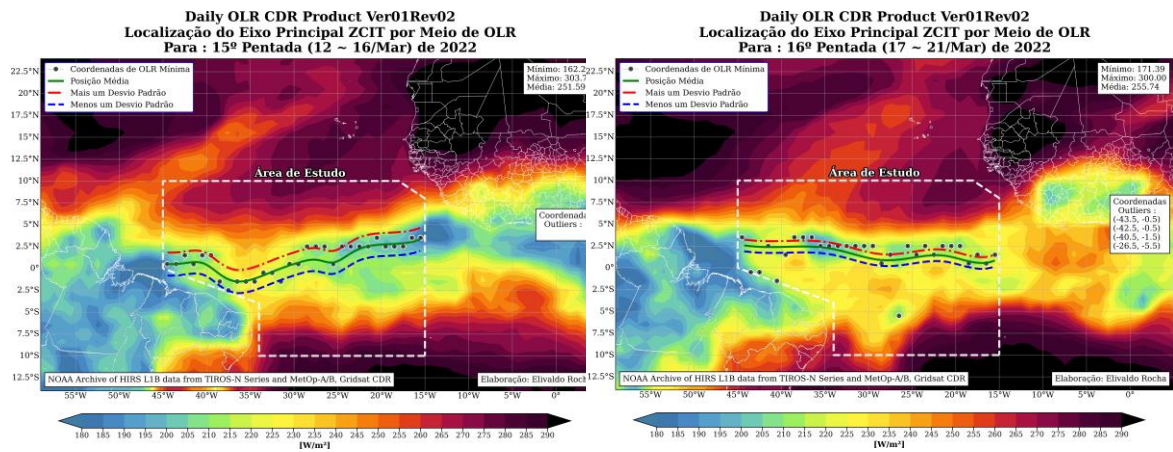 Daily OLR CDR Product Ver01Rev02
Localização do Eixo Principal ZCIT por Meio de OLR
Para : 15º Pentada (12 ~ 16/Mar) de 2022
22.5°N
20°N
17.5°N
15°N
12.5°N
10°N
7.5°N
5°N
2.5°N
0°
2.5°S
5°S
7.5°S
10°S
12.5°S
Coordenadas de OLR Mínima
Posição Média
Mais um Desvio Padrão
Menos um Desvio Padrão
Mínimo: 162.2
Máximo: 303.7
Média: 251.59
Área de Estudo
Coordenada
Outliers :
NOAA Archive of HIRS L1B data from TIROS-N Series and MetOp-A/B, Gridsat CDR
Elaboração: Elivaldo Rocha
55°W 50°W 45°W 40°W 35°W 30°W 25°W 20°W 15°W 10°W 5°W 0°
180 185 190 195 200 205 210 215 220 225 230 235 240 245 250 255 260 265 270 275 280 285 290
[W/m²]
Daily OLR CDR Product Ver01Rev02
Localização do Eixo Principal ZCIT por Meio de OLR
Para : 16º Pentada (17 ~ 21/Mar) de 2022
22.5°N
20°N
17.5°N
15°N
12.5°N
10°N
7.5°N
5°N
2.5°N
0°
2.5°S
5°S
7.5°S
10°S
12.5°S
Coordenadas de OLR Mínima
Posição Média
Mais um Desvio Padrão
Menos um Desvio Padrão
Mínimo: 171.39
Máximo: 300.00
Média: 255.74
Área de Estudo
Coordenadas
Outliers :
(-43.5, -0.5)
(-42.5, -0.5)
(-40.5, -1.5)
(-26.5, -5.5)
NOAA Archive of HIRS L1B data from TIROS-N Series and MetOp-A/B, Gridsat CDR
Elaboração: Elivaldo Rocha
55°W 50°W 45°W 40°W 35°W 30°W 25°W 20°W 15°W 10°W 5°W 0°
180 185 190 195 200 205 210 215 220 225 230 235 240 245 250 255 260 265 270 275 280 285 290
[W/m²]